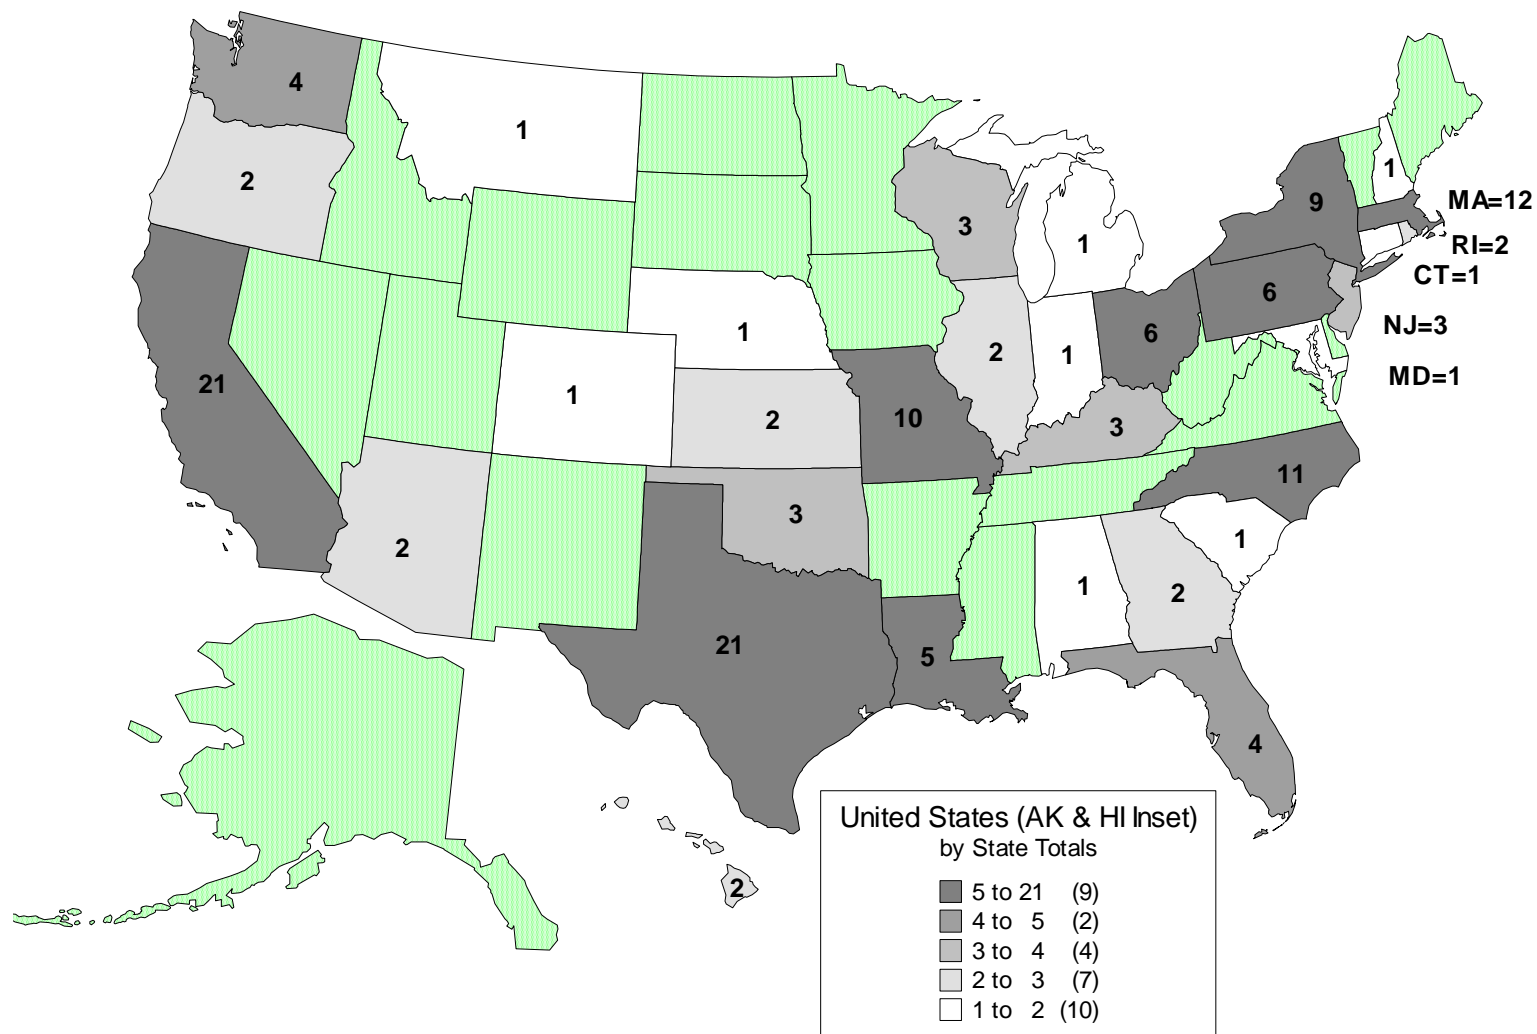 4
1
2
1
9
MA=12
3
1
RI=2
CT=1
6
1
6
NJ=3
2
1
21
1
MD=1
2
10
3
11
3
2
1
1
2
21
5
4
2
United States (AK & HI Inset)
by State Totals
5 to 21 (9)
4 to 5 (2)
3 to 4 (4)
2 to 3 (7)
1 to 2 (10)